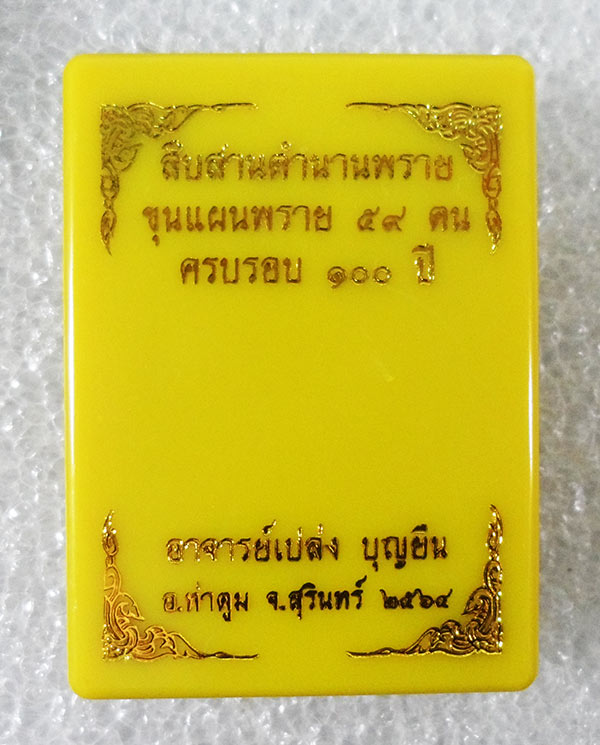 สืบสานตำนานพราย
ขุนแผนพราย ๕๙ ตน
ครบรอบ ๑๐๐ ปี
อาจารย์เปล่ง บุญยืน
อ.ท่าตูม จ.สุรินทร์ ๒๕๖๔